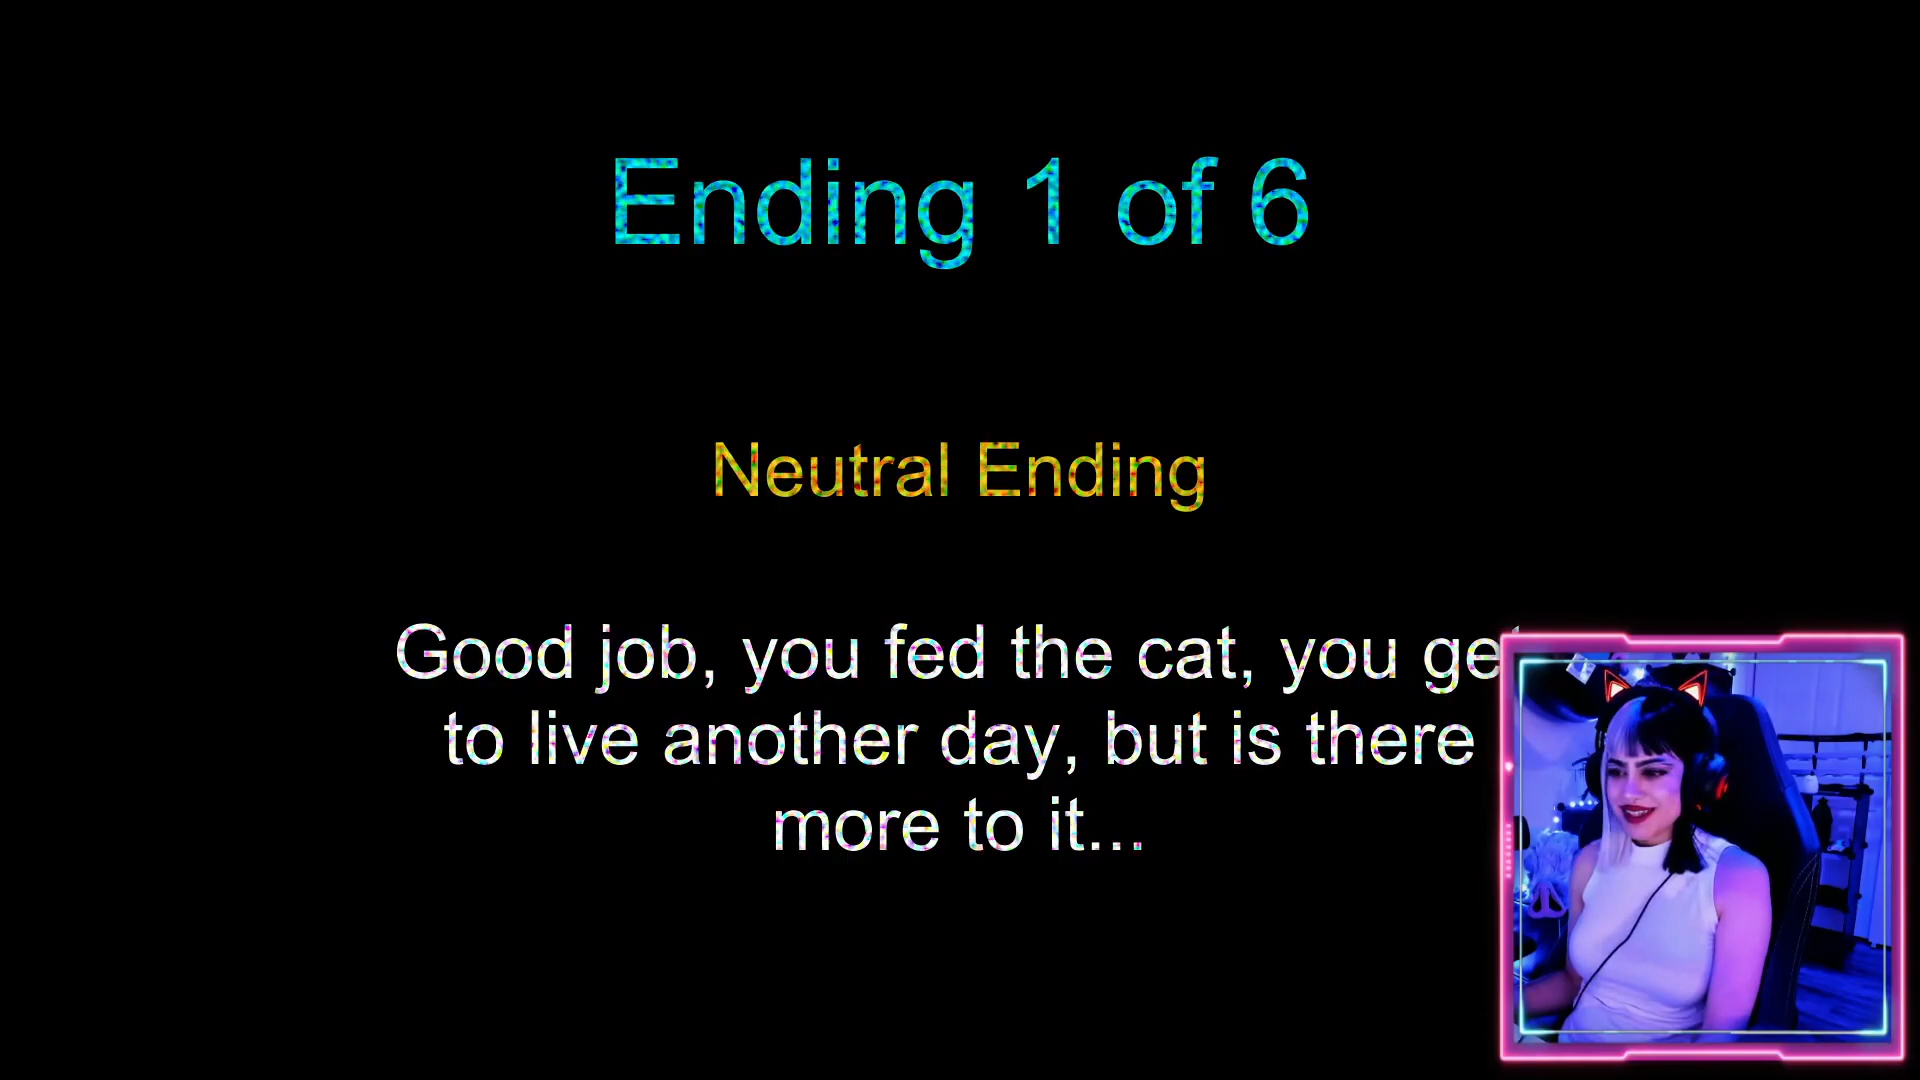 Ending 1 of 6
Neutral Ending
Good job, you fed the cat, you get
to live another day, but is there
more to it...